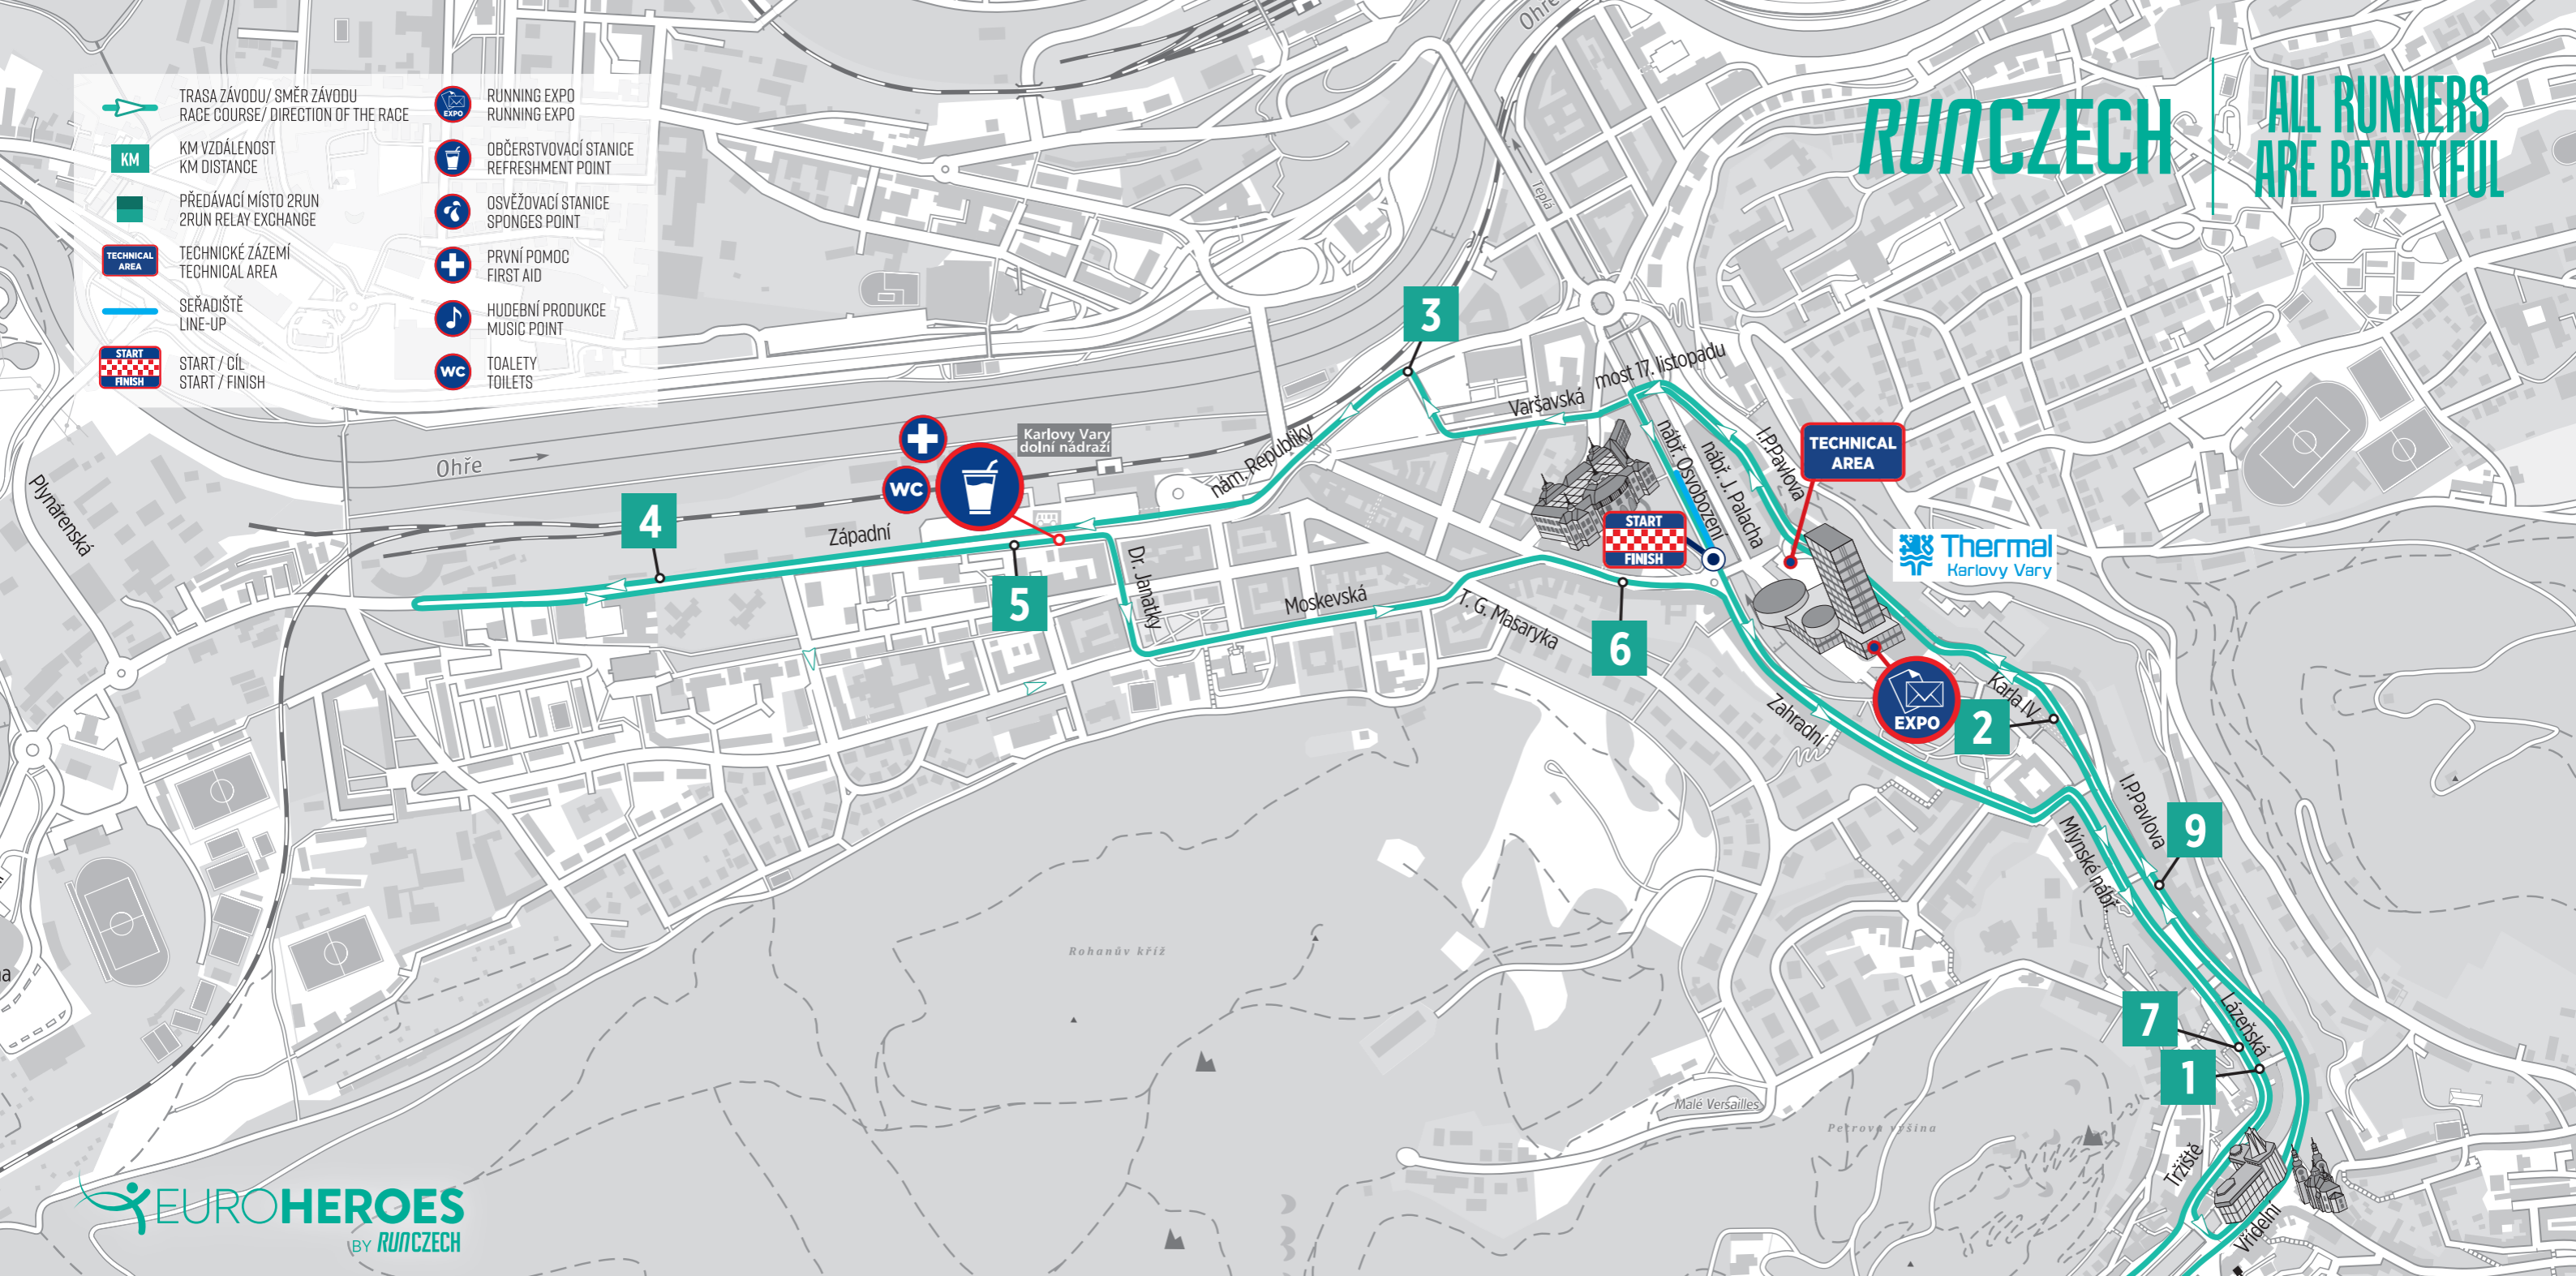 TRASA ZÁVODU/ SMĚR ZÁVODU
RACE COURSE/ DIRECTION OF THE RACE
KM
KM VZDÁLENOST
KM DISTANCE
PŘEDÁVACÍ MÍSTO 2RUN
2RUN RELAY EXCHANGE
TECHNICAL
AREA
TECHNICKÉ ZÁZEMÍ
TECHNICAL AREA
SEŘADIŠTĚ
LINE-UP
START
FINISH
START / CÍL
START / FINISH
EXPO
RUNNING EXPO
RUNNING EXPO
OBČERSTVOVACÍ STANICE
REFRESHMENT POINT
OSVĚŽOVACÍ STANICE
SPONGES POINT
PRVNÍ POMOC
FIRST AID
HUDEBNÍ PRODUKCE
MUSIC POINT
WC
TOALETY
TOILETS
RUNCZECH
ALL RUNNERS
ARE BEAUTIFUL
Ohře
Teplá
3
most 17. listopadu
Varšavská
I.P.Pavlova
nábř. Osvobození
nábř. J. Palacha
TECHNICAL
AREA
Karlovy Vary
dolní nádraží
nám. Republiky
Ohře
Plynárenská
WC
4
Západní
START
FINISH
Thermal
Karlovy Vary
5
Dr. Janatky
Moskevská
T. G. Masaryka
6
Zahradní
EXPO
Karla IV.
2
I.P.Pavlova
9
Mlýnské nábř.
Rohanův kříž
Lázeňská
7
1
Malé Versailles
Petrova výšina
Tržiště
Vřídelní
EUROHEROES
BY RUNCZECH